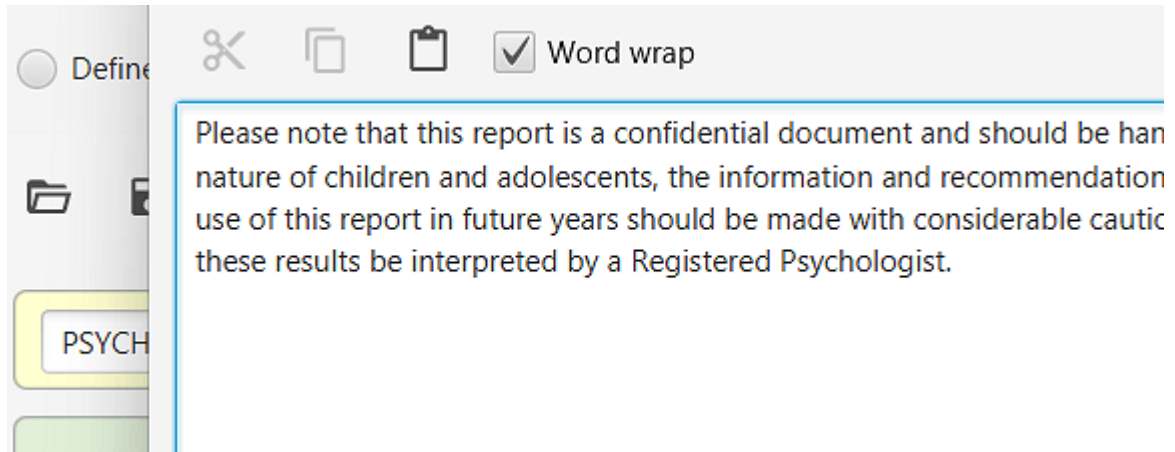 Word wrap
Define
Please note that this report is a confidential document and should be han
nature of children and adolescents, the information and recommendation
use of this report in future years should be made with considerable cautio
these results be interpreted by a Registered Psychologist.
PSYCH